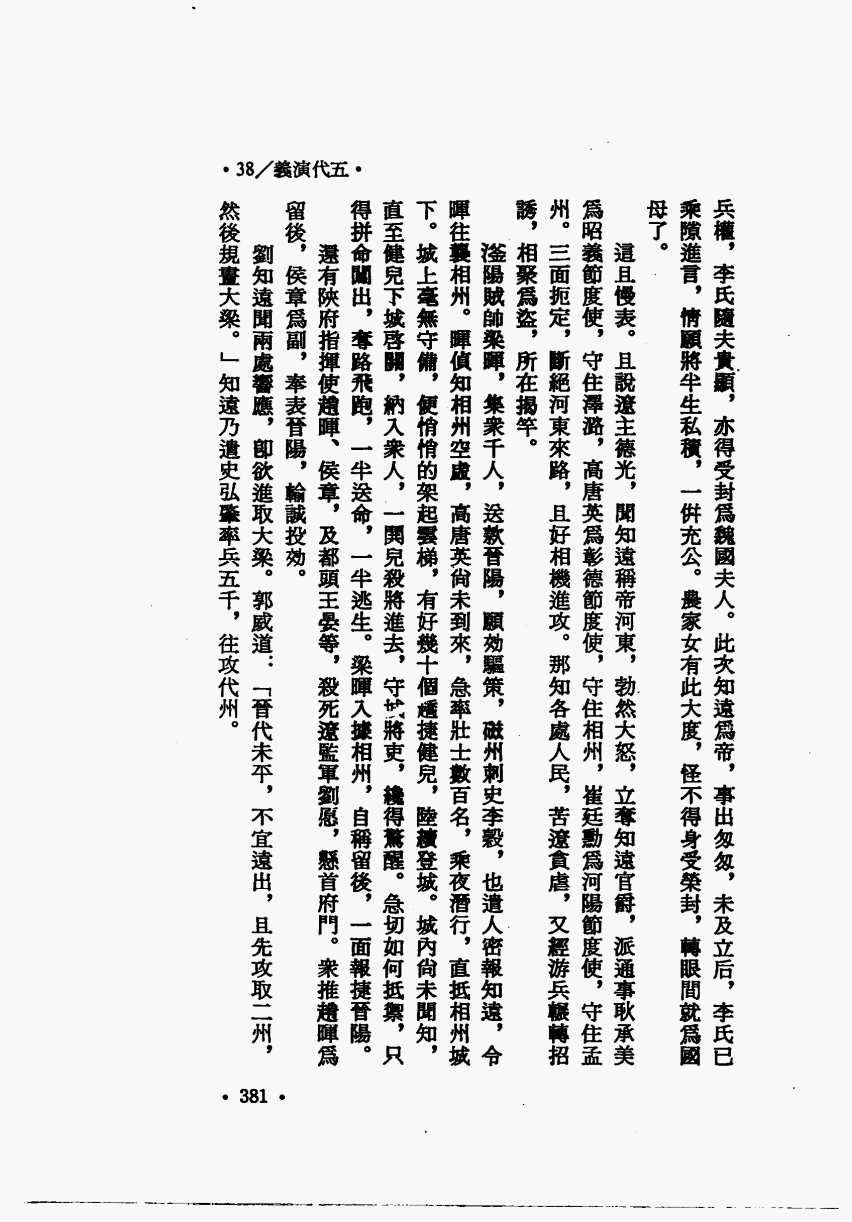 •38/義演代五•
兵權，李氏隨夫貴顯，亦得受封爲魏國夫人。此次知遠爲帝，事出匆匆，未及立后，李氏已
乘隙進言，情願將半生私積，一併充公。農家女有此大度，怪不得身受榮封，轉眼間就爲國
母了。
這且慢表。且說遼主德光，聞知遠稱帝河東，勃然大怒，立奪知遠官爵，派通事耿承美
爲昭義節度使，守住澤潞，高唐英爲彰德節度使，守住相州，崔廷勳爲河陽節度使，守住孟
州。三面扼定，斷絕河東來路，且好相機進攻。那知各處人民，苦遼貪虐，又經游兵輾轉招
誘，相聚爲盜，所在揭竿。
滏陽賊帥梁暉，集衆千人，送款晉陽，願効驅策，磁州刺史李穀，也遣人密報知遠，令
暉往襲相州。暉偵知相州空虛，高唐英尙未到來，急率壯士數百名，乘夜潛行，直抵相州城
下。城上毫無守備，便悄悄的架起雲梯，有好幾十個趫捷健兒，陸續登城。城內尙未聞知，
直至健兒下城啓關，納入衆人，一鬨兒殺將進去，守城將吏，纔得驚醒。急切如何抵禦，只
得拼命闖出，奪路飛跑，一半送命，一半逃生。梁暉入據相州，自稱留後，一面報捷晉陽。
還有陝府指揮使趙暉、侯章，及都頭王晏等，殺死遼監軍劉愿，懸首府門。衆推趙暉爲
留後，侯章爲副，奉表晉陽，輸誠投効。
劉知遠聞兩處響應，卽欲進取大梁。郭威道：「晉代未平，不宜遠出，且先攻取二州，
然後規畫大梁。」知遠乃遣史弘肇率兵五千，往攻代州。
•381•